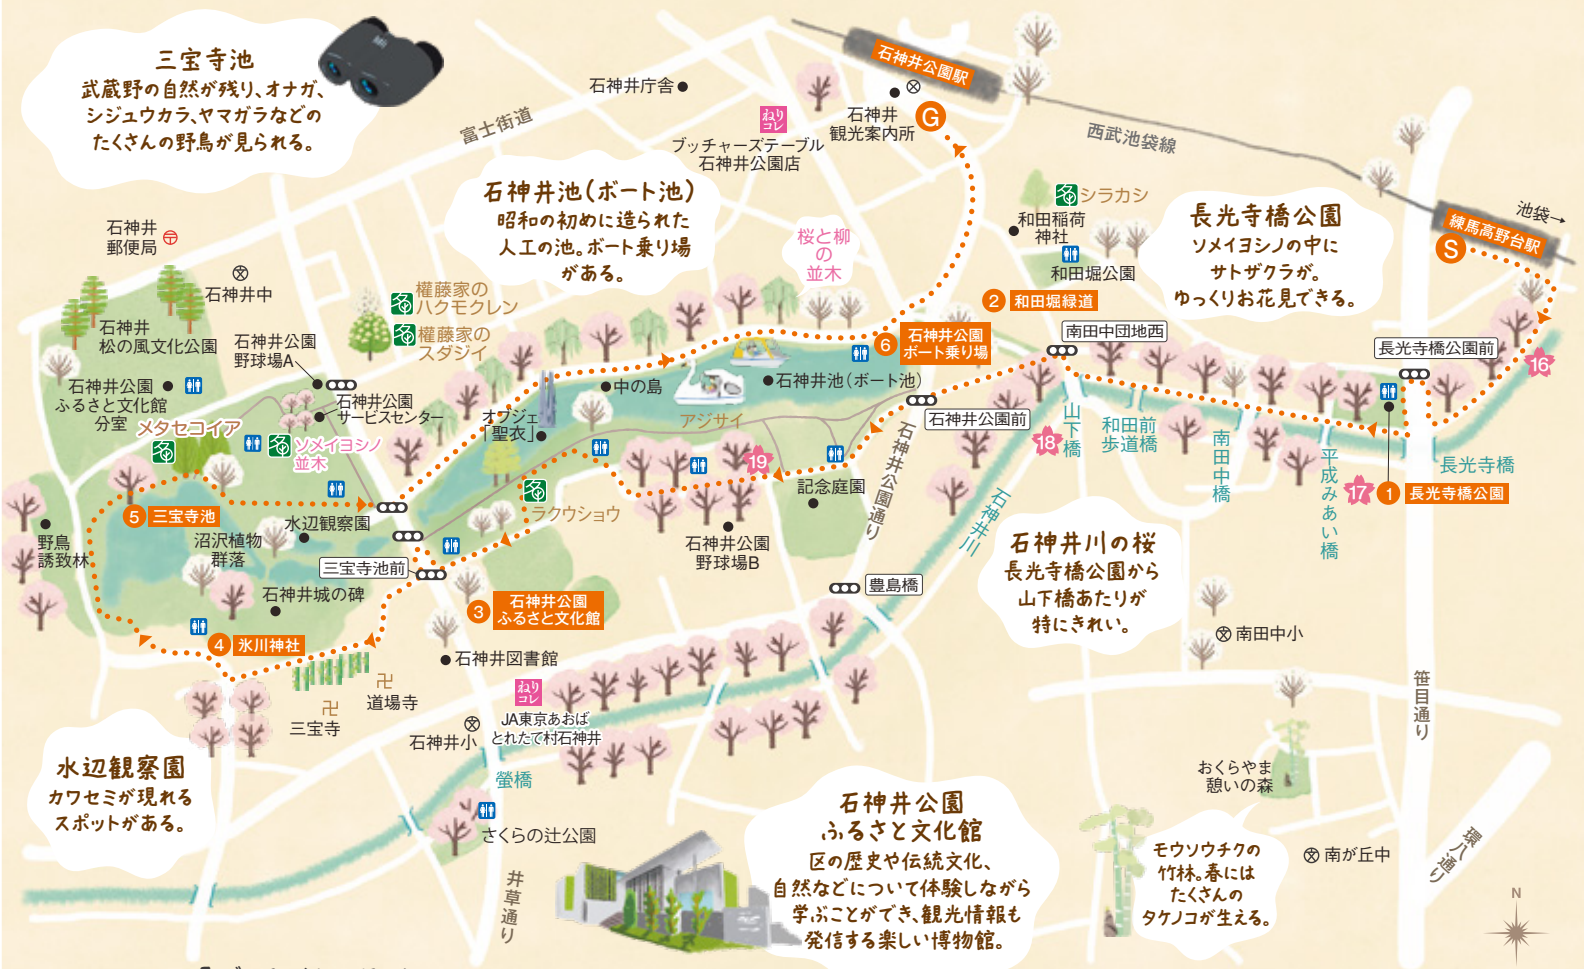 三宝寺池
武蔵野の自然が残り、オナガ、
シジュウカラ、ヤマガラなどの
たくさんの野鳥が見られる。
富士街道
石神井庁舎
ねり
コレ
ブッチャーズテーブル
石神井公園店
石神井公園駅
石神井
観光案内所
G
西武池袋線
石神井池(ボート池)
昭和の初めに造られた
人工の池。ボート乗り場
がある。
桜と柳
の
並木
名
シラカシ
和田稲荷
神社
和田堀公園
2 和田堀緑道
長光寺橋公園
ソメイヨシノの中に
サトザクラが。
ゆっくりお花見できる。
池袋→
練馬高野台駅
S
石神井
郵便局
石神井中
石神井
松の風文化公園
名
權藤家の
ハクモクレン
名
權藤家の
スダジイ
石神井公園
野球場A
石神井公園
ふるさと文化館
分室
石神井公園
サービスセンター
メタセコイア
名
名
ソメイヨシノ
並木
オブジェ
「聖衣」
中の島
石神井池(ボート池)
アジサイ
6 石神井公園
ボート乗り場
南田中団地西
石神井公園前
長光寺橋公園前
16
山下橋
18
和田前
歩道橋
南田中橋
平成みあい橋
17
1 長光寺橋公園
長光寺橋
19
記念庭園
石神井公園通り
石神井川
名
ラクウショウ
石神井公園
野球場B
5 三宝寺池
水辺観察園
沼沢植物
群落
野鳥
誘致林
三宝寺池前
石神井城の碑
3 石神井公園
ふるさと文化館
4 氷川神社
豊島橋
石神井川の桜
長光寺橋公園から
山下橋あたりが
特にきれい。
南田中小
笹目通り
石神井図書館
道場寺
三宝寺
ねり
コレ
JA東京あおば
とれたて村石神井
石神井小
螢橋
さくらの辻公園
井草通り
水辺観察園
カワセミが現れる
スポットがある。
石神井公園
ふるさと文化館
区の歴史や伝統文化、
自然などについて体験しながら
学ぶことができ、観光情報も
発信する楽しい博物館。
おくらやま
憩いの森
モウソウチクの
竹林。春には
たくさんの
タケノコが生える。
南が丘中
環八通り
N